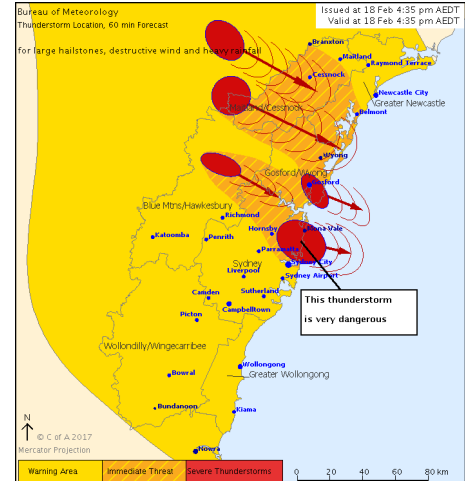 Bureau of Meteorology
Thunderstorm Location, 60 min Forecast
Issued at 18 Feb 4:35 pm AEDT
Valid at 18 Feb 4:35 pm AEDT
for large hailstones, destructive wind and heavy rainfall
Branxton
Maitland
Raymond Terrace
Cessnock
Newcastle City
Greater Newcastle
Maitland/Cessnock
Belmont
Wyong
Gosford/Wyong
Gosford
Blue Mtns/Hawkesbury
Richmond
Katoomba
Penrith
Hornsby
Mona Vale
Parramatta
Sydney
Sydney City
Liverpool
Sydney Airport
Camden
Sutherland
Campbelltown
Picton
This thunderstorm
is very dangerous
Wollondilly/Wingecarribee
Wollongong
Bowral
Greater Wollongong
Bundanoon
Kiama
N
© C of A 2017
Mercator Projection
Nowra
Warning Area
Immediate Threat
Severe Thunderstorms
0 20 40 60 80 km